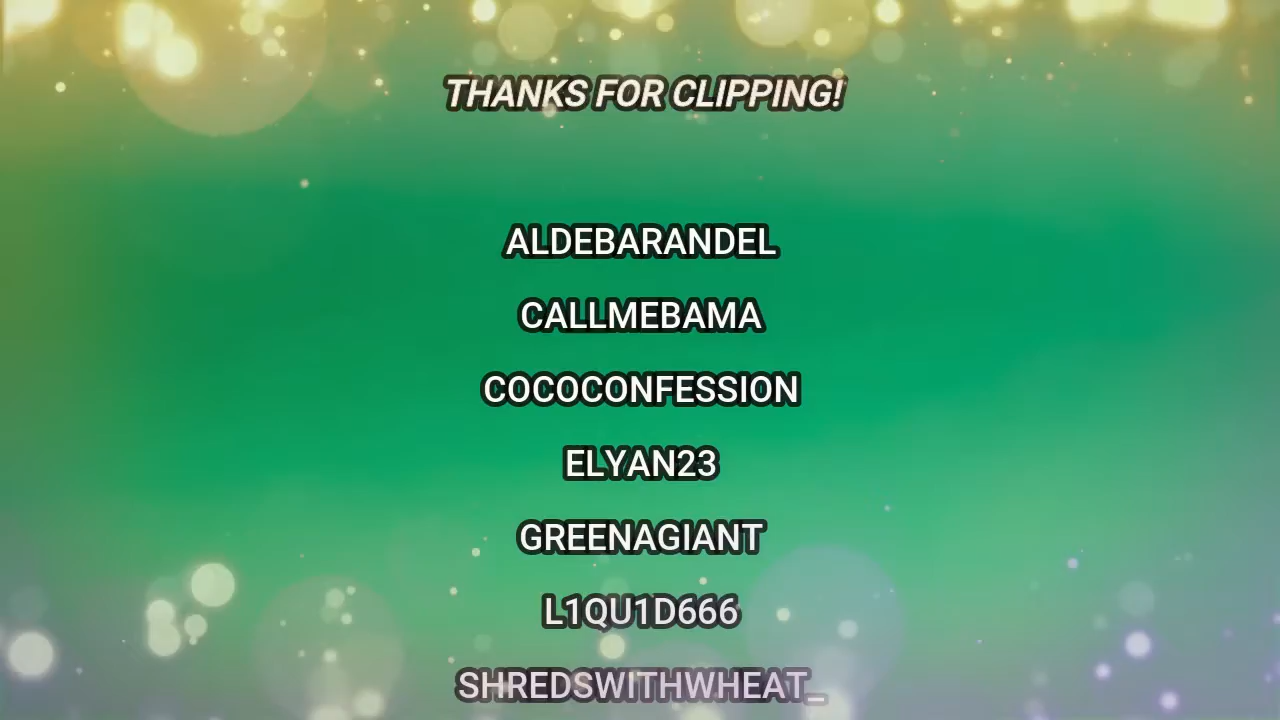 THANKS FOR CLIPPING!
ALDEBARANDEL
CALLMEBAMA
COCOCONFESSION
ELYAN23
GREENAGIANT
L1QU1D666
SHREDSWITHWHEAT_